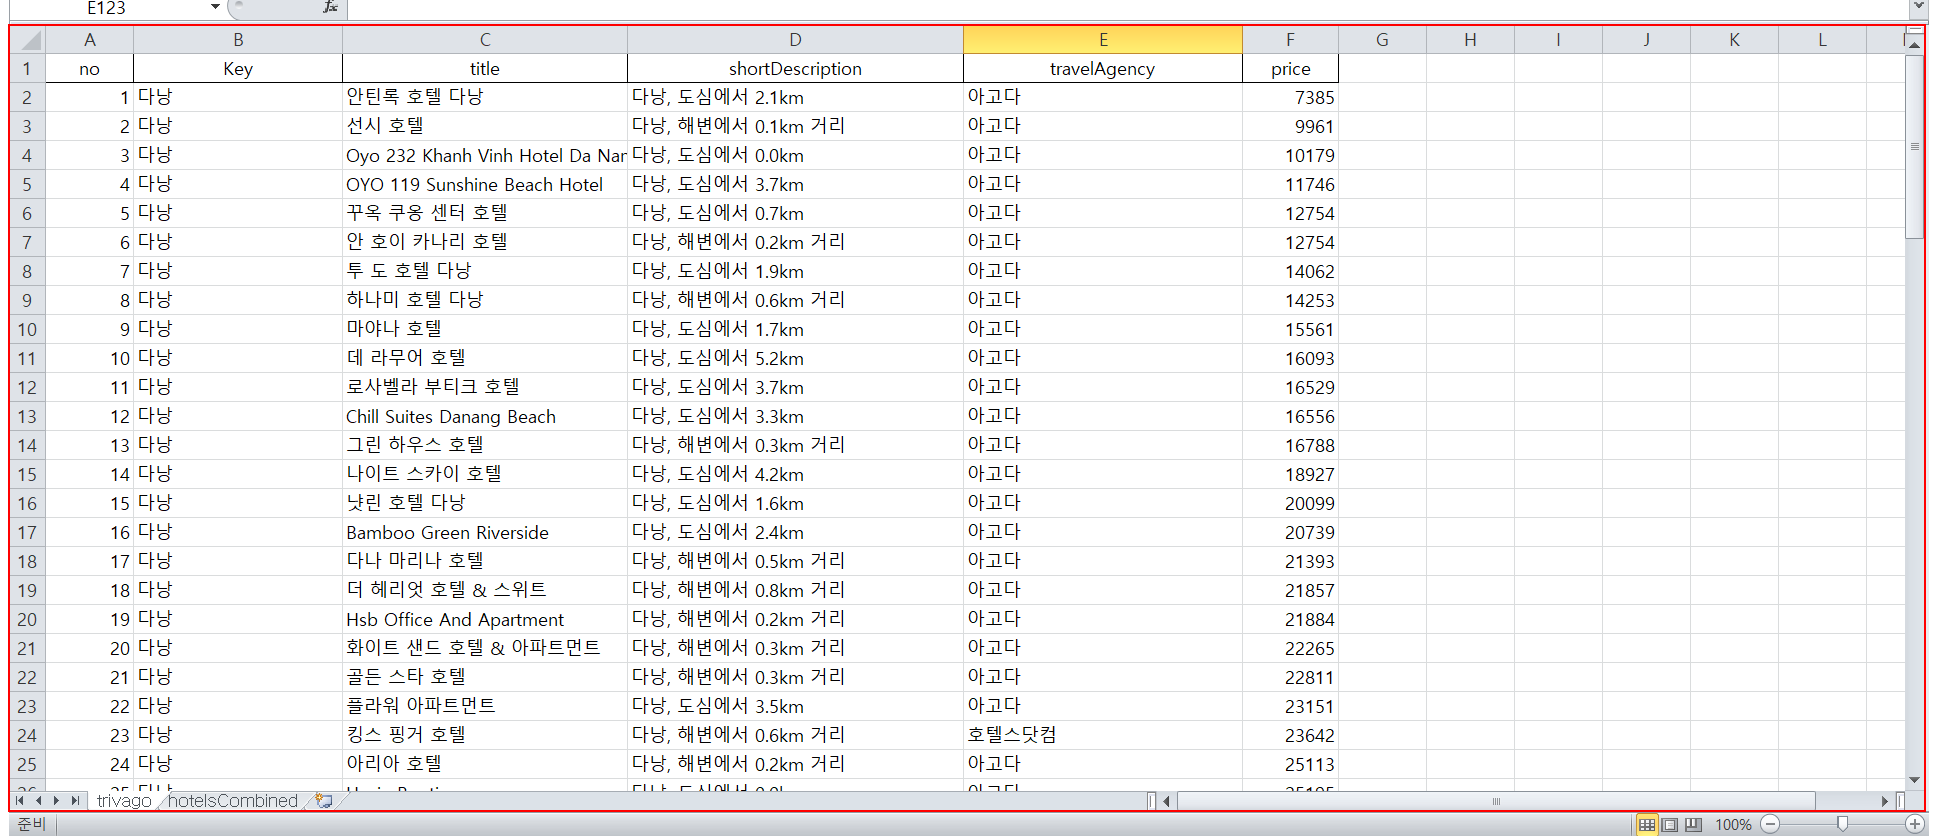 E123 fx
A B C D E F G H I J K L
1 no Key title shortDescription travelAgency price
2 1 다낭 안틴록 호텔 다낭 다낭, 도심에서 2.1km 아고다 7385
3 2 다낭 선시 호텔 다낭, 해변에서 0.1km 거리 아고다 9961
4 3 다낭 Oyo 232 Khanh Vinh Hotel Da Nan 다낭, 도심에서 0.0km 아고다 10179
5 4 다낭 OYO 119 Sunshine Beach Hotel 다낭, 도심에서 3.7km 아고다 11746
6 5 다낭 꾸옥 쿠옹 센터 호텔 다낭, 도심에서 0.7km 아고다 12754
7 6 다낭 안 호이 카나리 호텔 다낭, 해변에서 0.2km 거리 아고다 12754
8 7 다낭 투 도 호텔 다낭 다낭, 도심에서 1.9km 아고다 14062
9 8 다낭 하나미 호텔 다낭 다낭, 해변에서 0.6km 거리 아고다 14253
10 9 다낭 마야나 호텔 다낭, 도심에서 1.7km 아고다 15561
11 10 다낭 데 라무어 호텔 다낭, 도심에서 5.2km 아고다 16093
12 11 다낭 로사벨라 부티크 호텔 다낭, 도심에서 3.7km 아고다 16529
13 12 다낭 Chill Suites Danang Beach 다낭, 도심에서 3.3km 아고다 16556
14 13 다낭 그린 하우스 호텔 다낭, 해변에서 0.3km 거리 아고다 16788
15 14 다낭 나이트 스카이 호텔 다낭, 도심에서 4.2km 아고다 18927
16 15 다낭 냣린 호텔 다낭 다낭, 도심에서 1.6km 아고다 20099
17 16 다낭 Bamboo Green Riverside 다낭, 도심에서 2.4km 아고다 20739
18 17 다낭 다나 마리나 호텔 다낭, 해변에서 0.5km 거리 아고다 21393
19 18 다낭 더 헤리엇 호텔 & 스위트 다낭, 해변에서 0.8km 거리 아고다 21857
20 19 다낭 Hsb Office And Apartment 다낭, 해변에서 0.2km 거리 아고다 21884
21 20 다낭 화이트 샌드 호텔 & 아파트먼트 다낭, 해변에서 0.3km 거리 아고다 22265
22 21 다낭 골든 스타 호텔 다낭, 해변에서 0.3km 거리 아고다 22811
23 22 다낭 플라워 아파트먼트 다낭, 도심에서 3.5km 아고다 23151
24 23 다낭 킹스 핑거 호텔 다낭, 해변에서 0.6km 거리 호텔스닷컴 23642
25 24 다낭 아리아 호텔 다낭, 해변에서 0.2km 거리 아고다 25113
trivago hotelsCombined
준비 100%